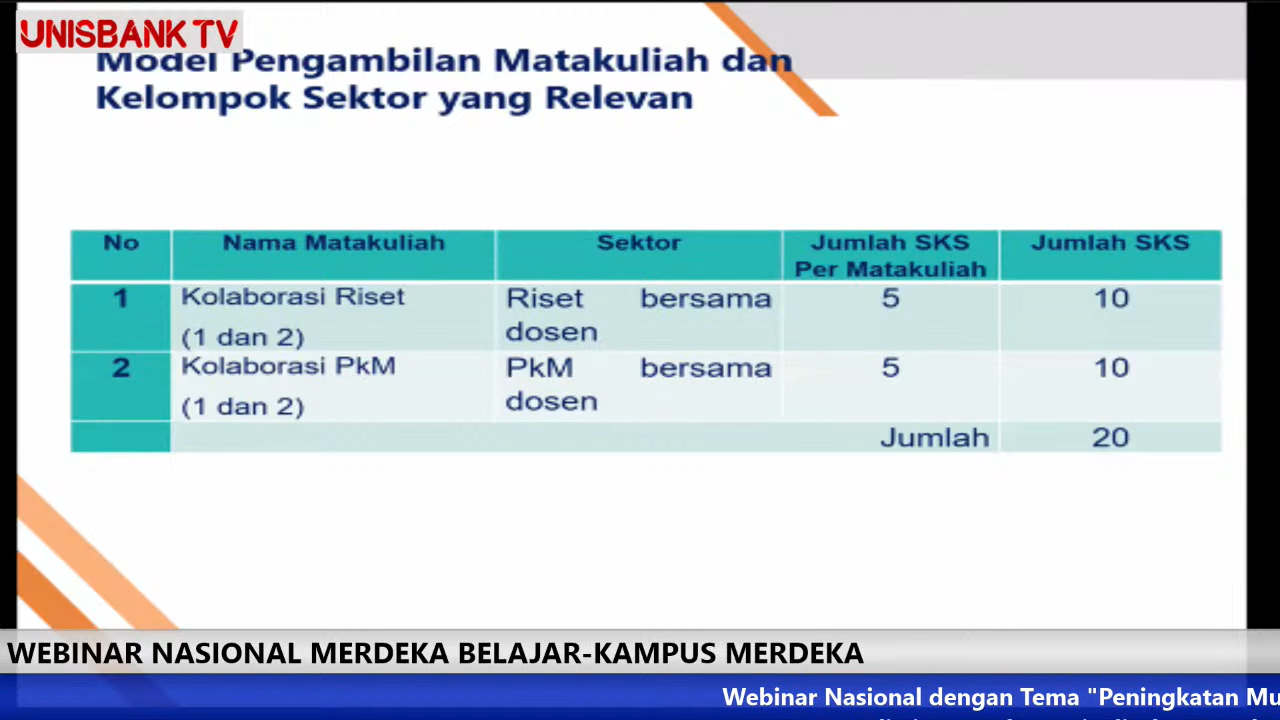 UNISBANK TV
Model Pengambilan Matakuliah dan
Kelompok Sektor yang Relevan
No Nama Matakuliah Sektor Jumlah SKS Per Matakuliah Jumlah SKS
1 Kolaborasi Riset (1 dan 2) Riset bersama dosen 5 10
2 Kolaborasi PkM (1 dan 2) PkM bersama dosen 5 10
Jumlah 20
WEBINAR NASIONAL MERDEKA BELAJAR-KAMPUS MERDEKA
Webinar Nasional dengan Tema "Peningkatan Mu